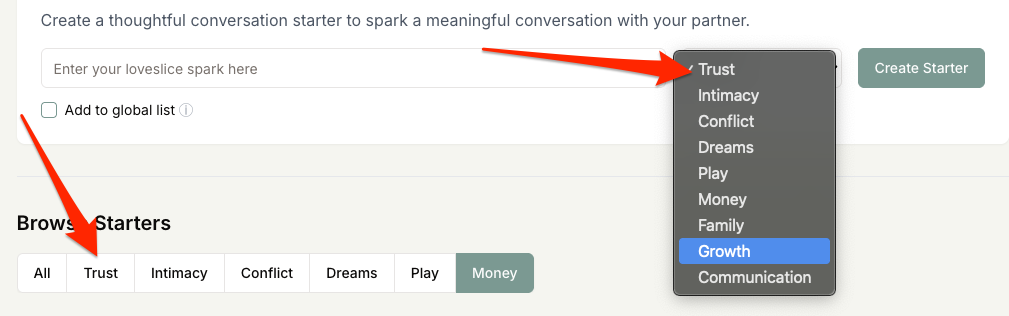 Create a thoughtful conversation starter to spark a meaningful conversation with your partner.
Enter your loveslice spark here
✓ Trust
Create Starter
Intimacy
Add to global list ⓘ
Conflict
Dreams
Play
Money
Family
Growth
Communication
Browse Starters
All Trust Intimacy Conflict Dreams Play Money